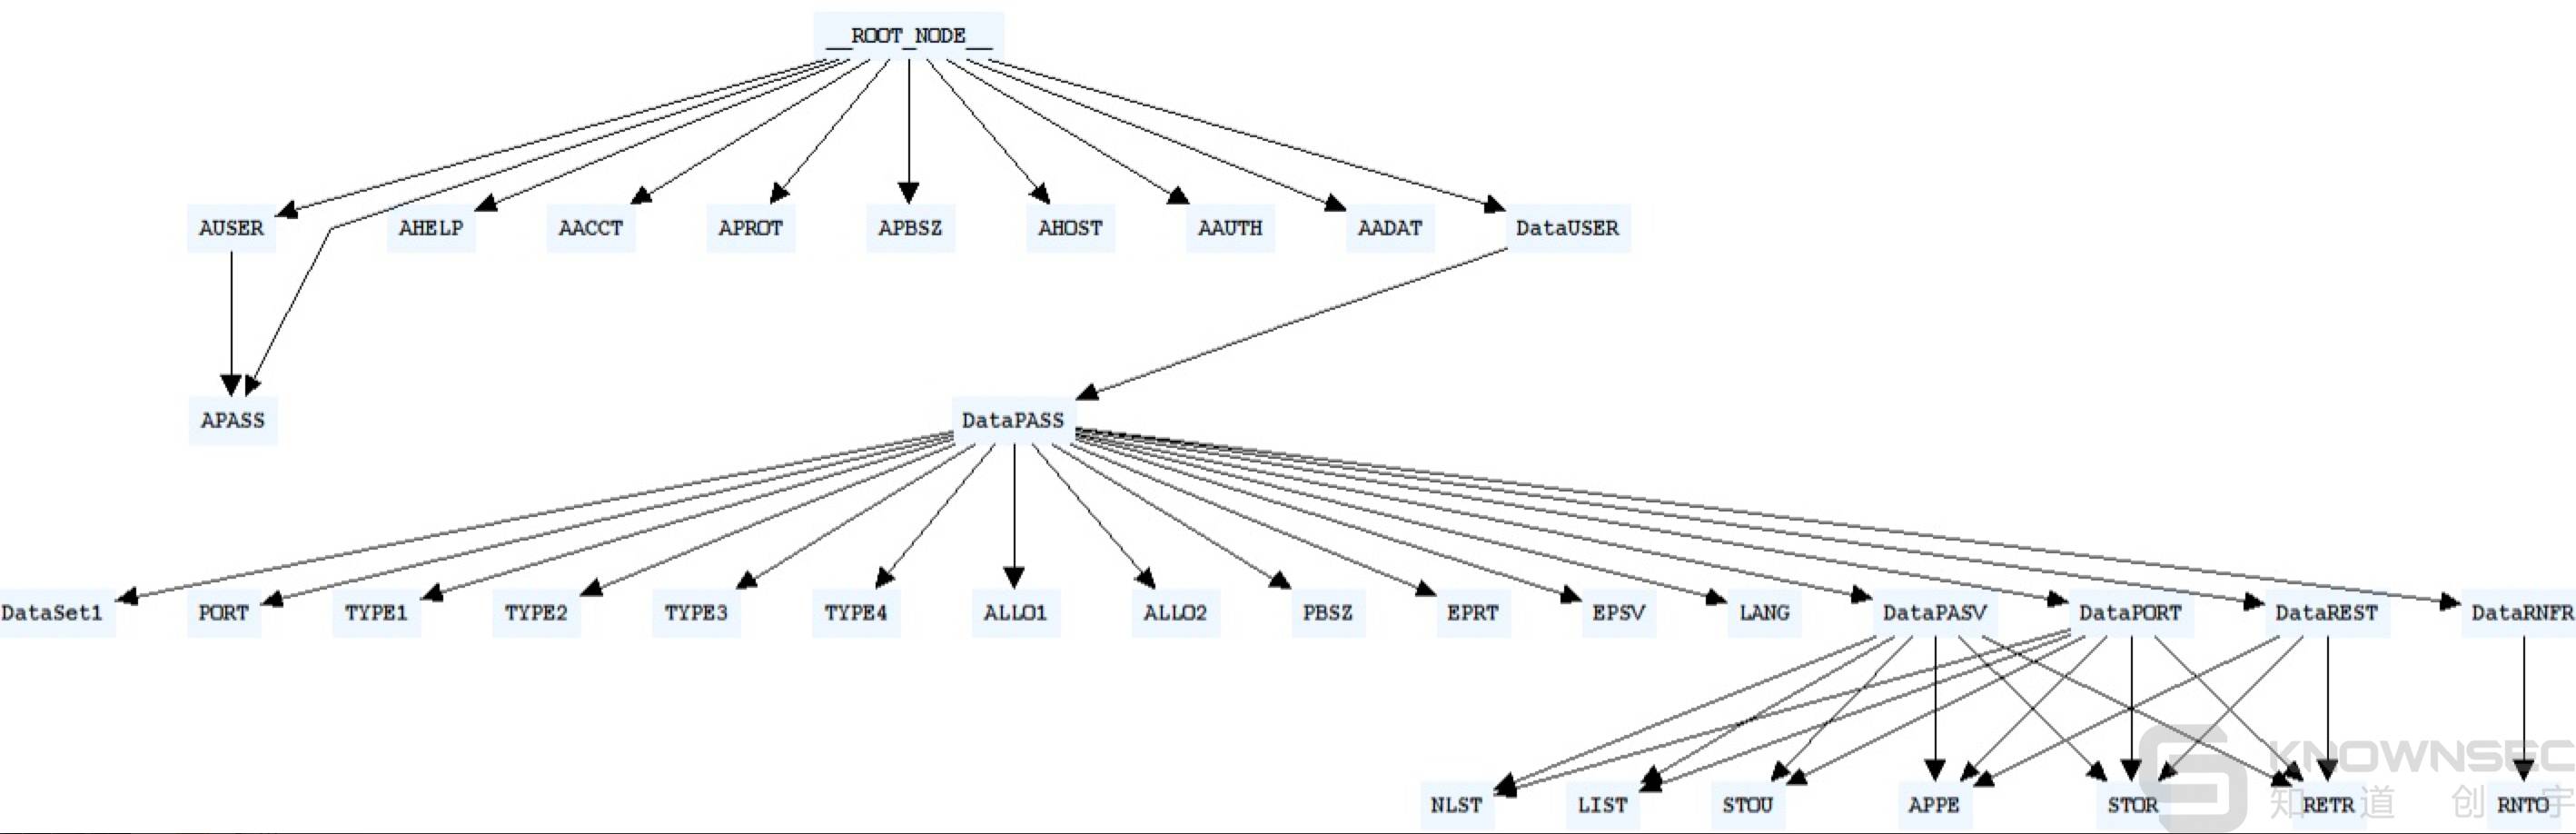 __ROOT_NODE__
AUSER AHELP AACCT APROT APBSZ AHOST AAUTH AADAT DataUSER
APASS DataPASS
DataSet1 PORT TYPE1 TYPE2 TYPE3 TYPE4 ALLO1 ALLO2 PBSZ EPRT EPSV LANG DataPASV DataPORT DataREST DataRNFR
KNOWNSEC
NLST LIST STOU APPE STOR RETR RNTO
知道创宇